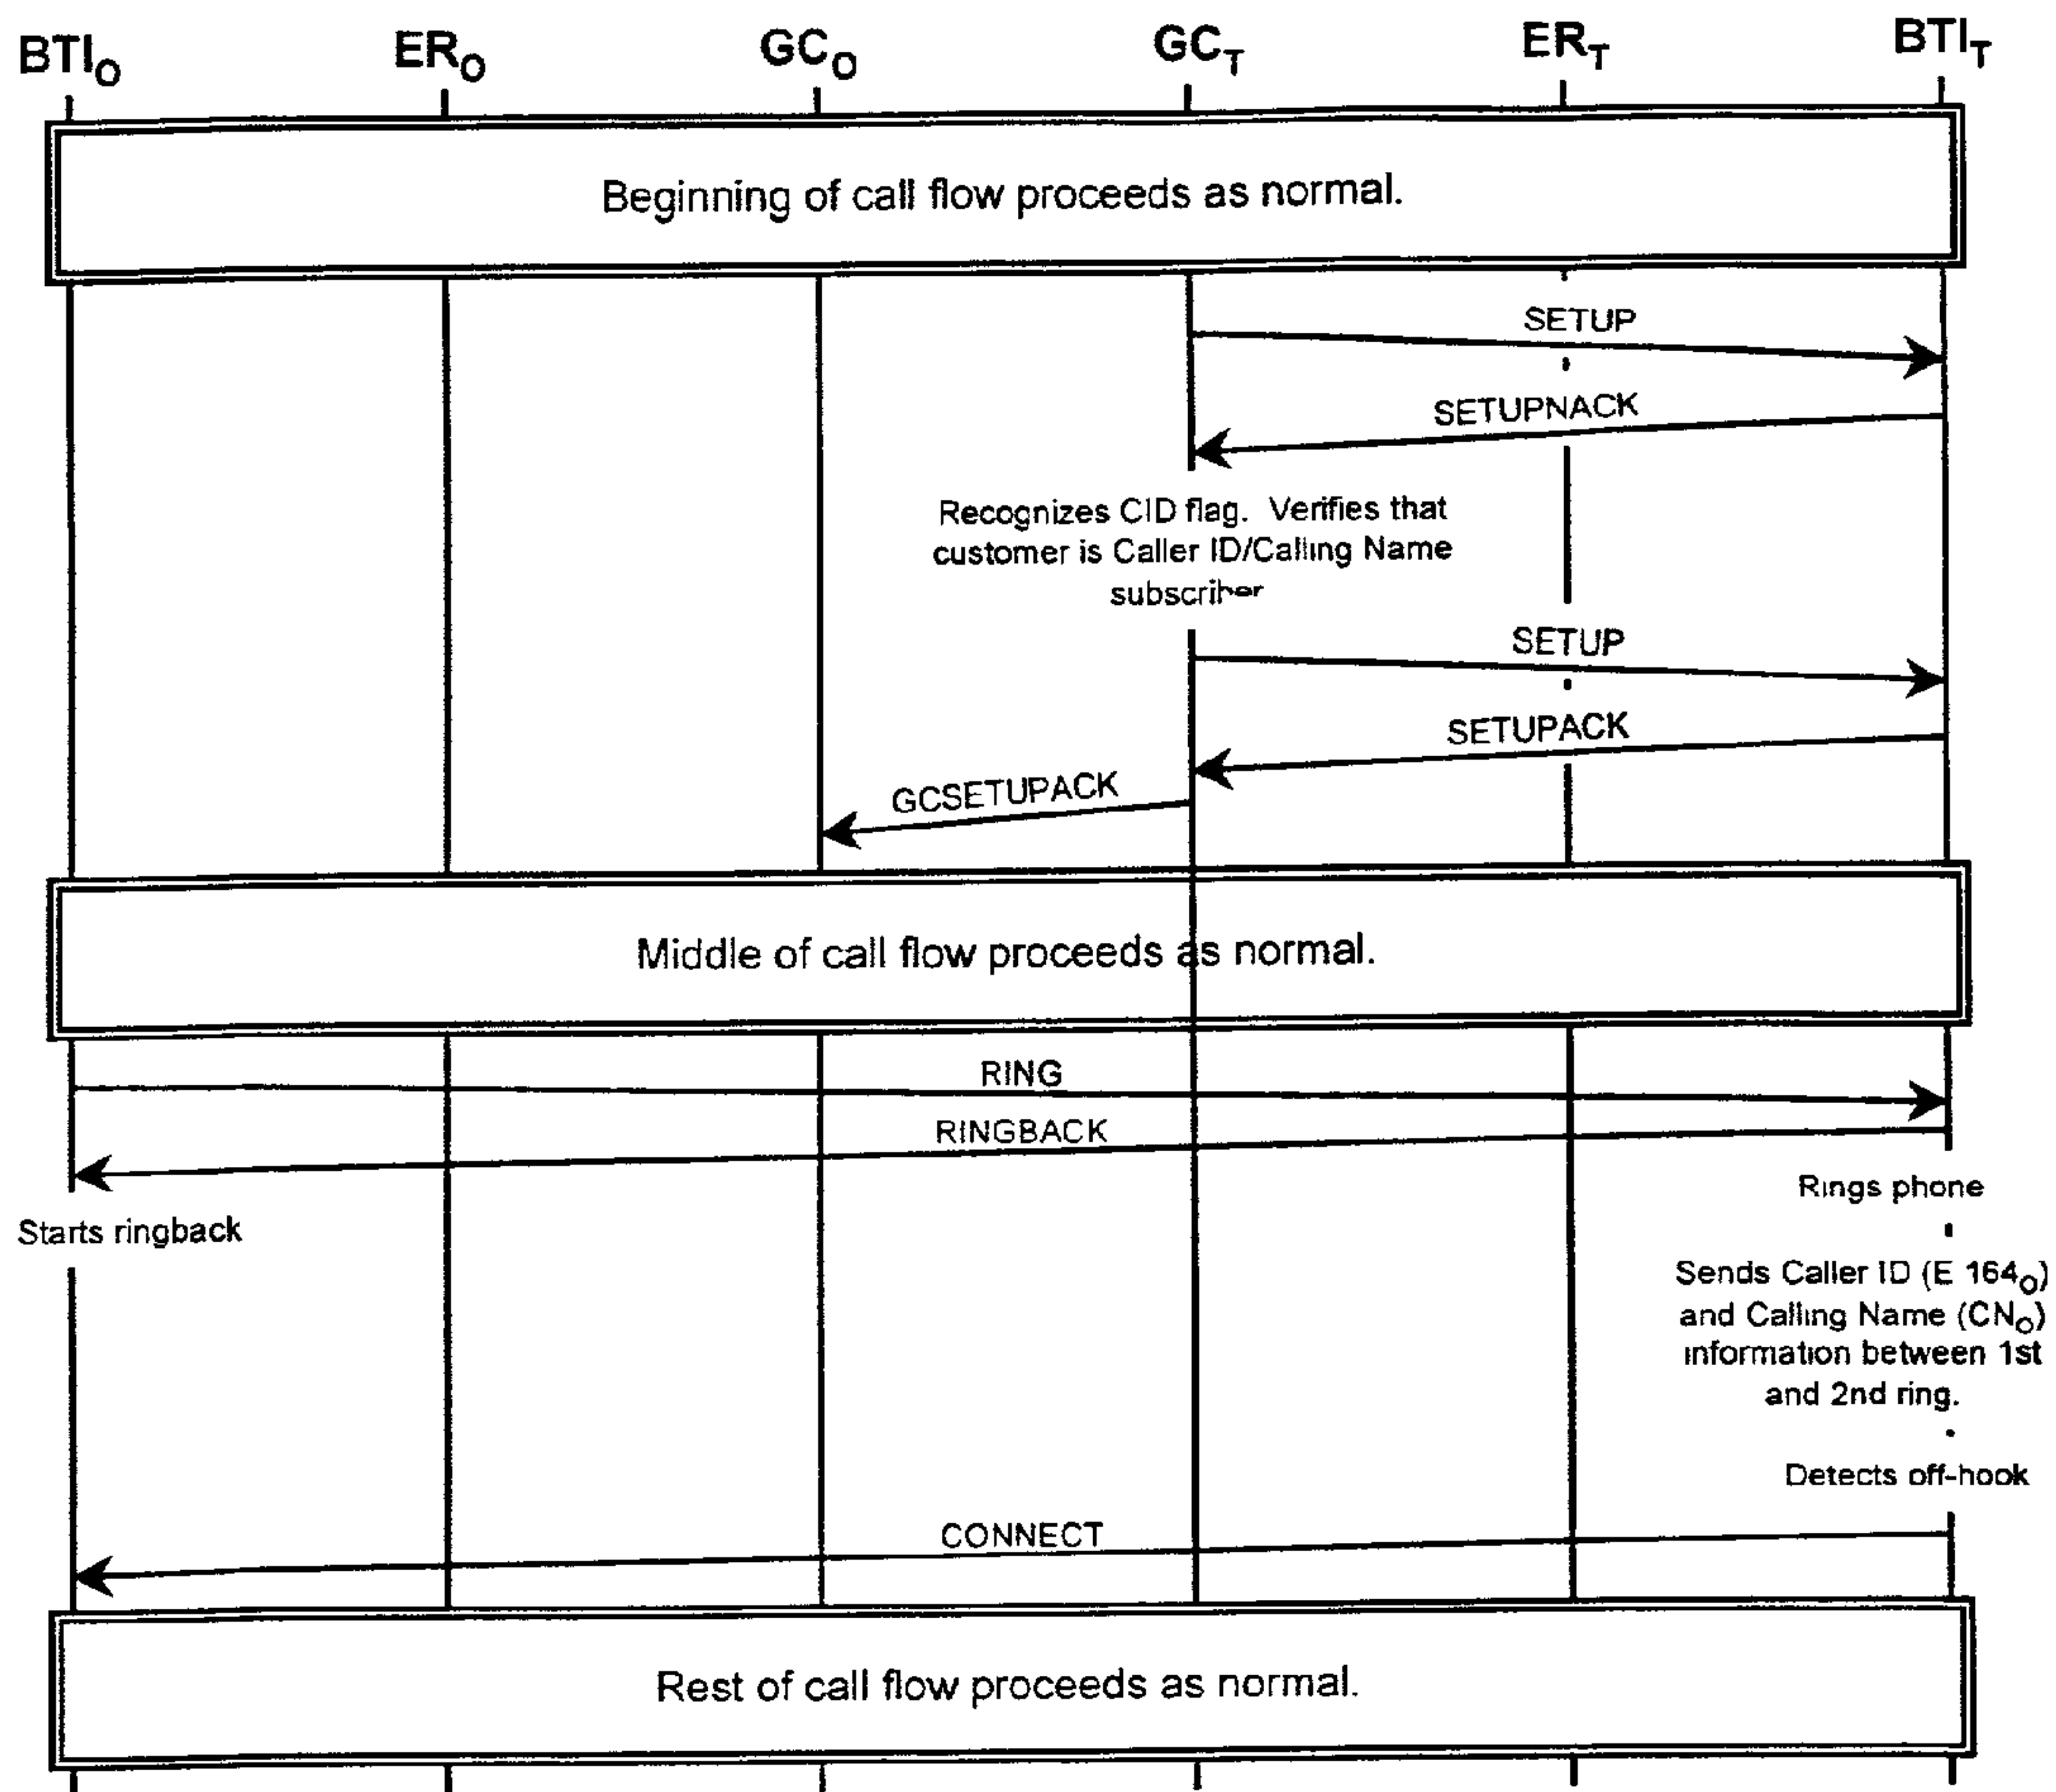 BTIO ERO GCO GCT ERT BTIT
Beginning of call flow proceeds as normal.
SETUP
SETUPNACK
Recognizes CID flag. Verifies that
customer is Caller ID/Calling Name
subscriber
SETUP
SETUPACK
GCSETUPACK
Middle of call flow proceeds as normal.
RING
RINGBACK
Rings phone
Starts ringback
Sends Caller ID (E 164O)
and Calling Name (CNO)
information between 1st
and 2nd ring.
Detects off-hook
CONNECT
Rest of call flow proceeds as normal.